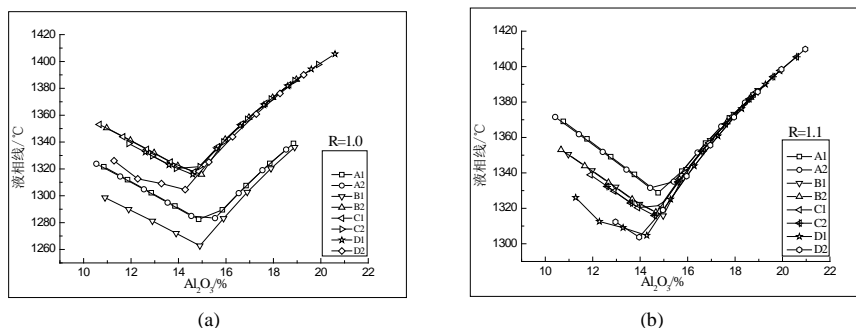 1420
1400
1380
1360
1340
1320
1300
1280
1260
液相线/℃
R=1.0
A1
A2
B1
B2
C1
C2
D1
D2
10 12 14 16 18 20 22
Al₂O₃/%
(a)
1420
1400
1380
1360
1340
1320
1300
液相线/℃
R=1.1
A1
A2
B1
B2
C1
C2
D1
D2
10 12 14 16 18 20 22
Al₂O₃/%
(b)